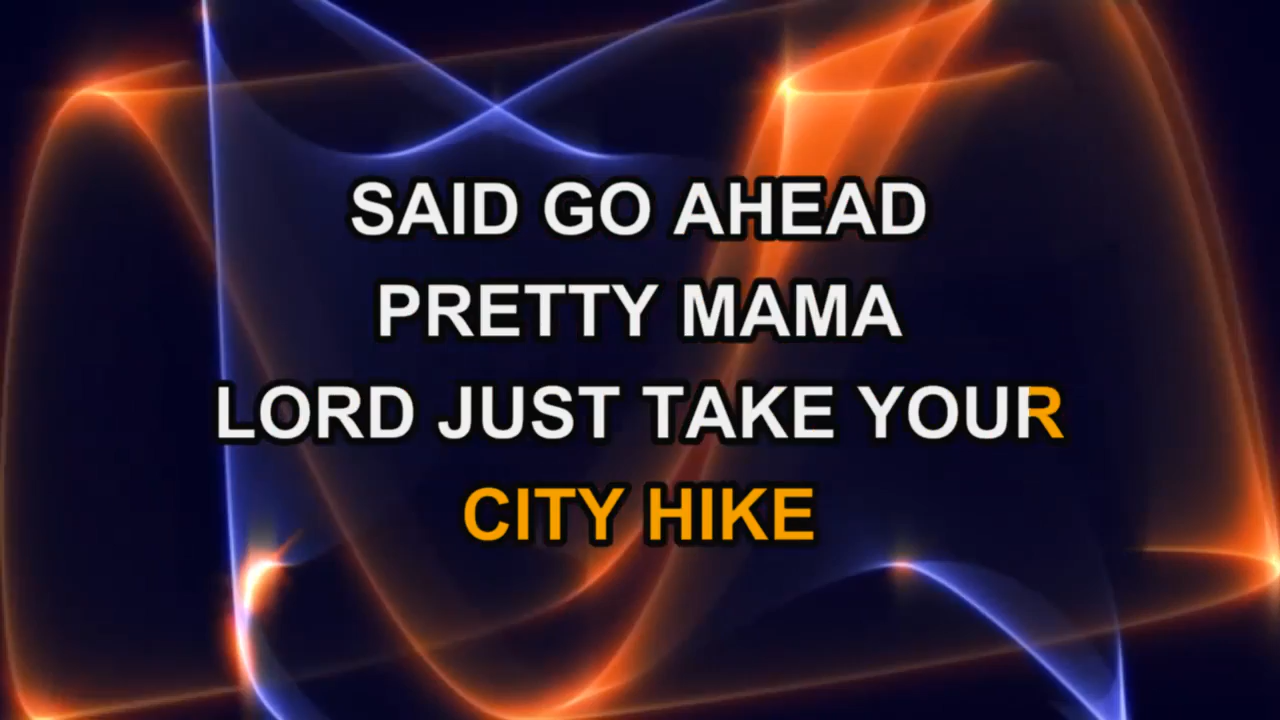 SAID GO AHEAD
PRETTY MAMA
LORD JUST TAKE YOUR
CITY HIKE